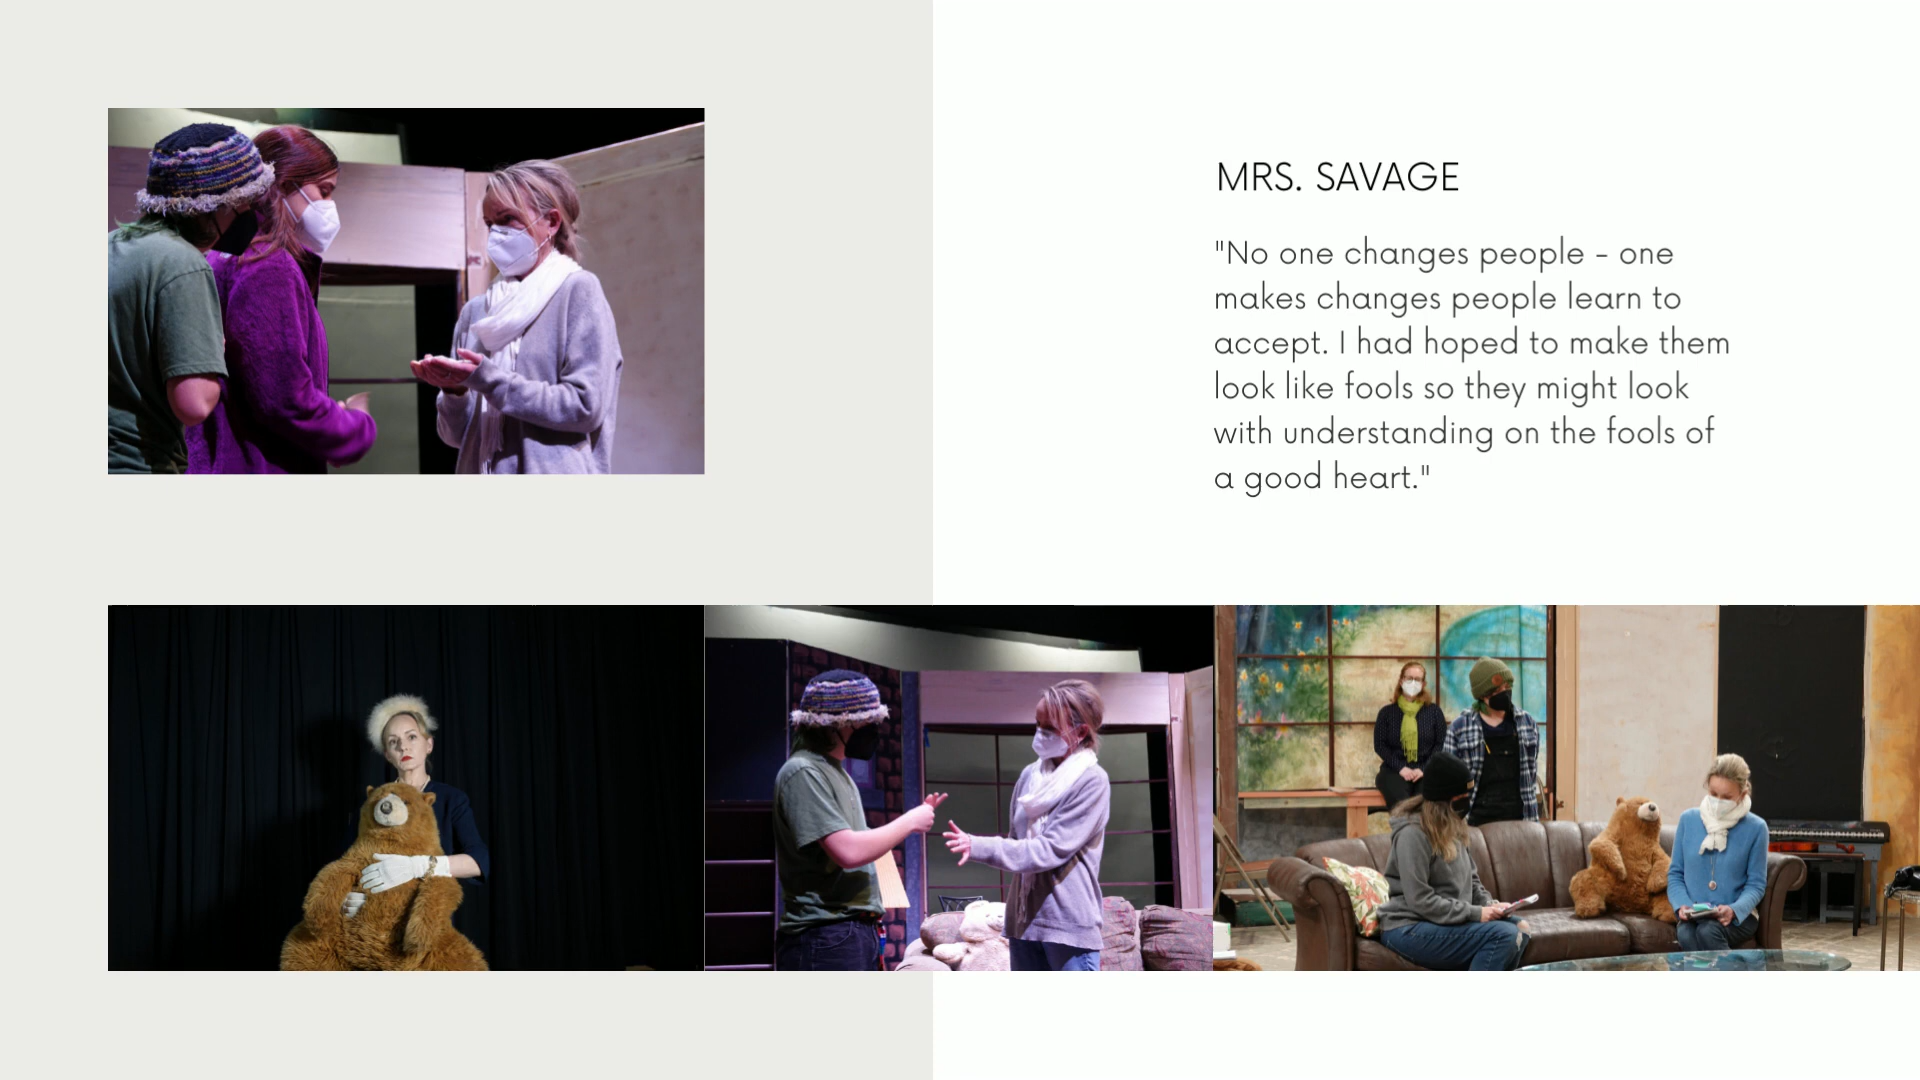 MRS. SAVAGE
"No one changes people - one
makes changes people learn to
accept. I had hoped to make them
look like fools so they might look
with understanding on the fools of
a good heart."